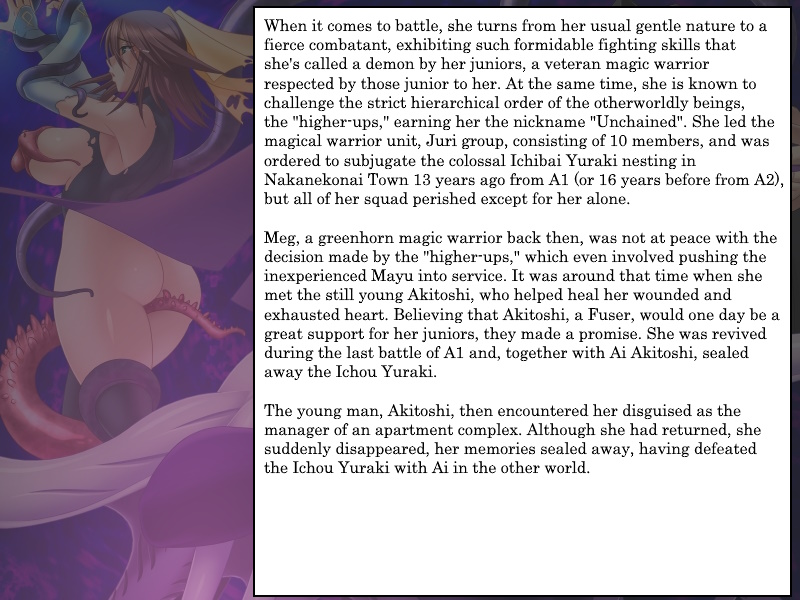 When it comes to battle, she turns from her usual gentle nature to a
fierce combatant, exhibiting such formidable fighting skills that
she's called a demon by her juniors, a veteran magic warrior
respected by those junior to her. At the same time, she is known to
challenge the strict hierarchical order of the otherworldly beings,
the "higher-ups," earning her the nickname "Unchained". She led the
magical warrior unit, Juri group, consisting of 10 members, and was
ordered to subjugate the colossal Ichibai Yuraki nesting in
Nakanekonai Town 13 years ago from A1 (or 16 years before from A2),
but all of her squad perished except for her alone.

Meg, a greenhorn magic warrior back then, was not at peace with the
decision made by the "higher-ups," which even involved pushing the
inexperienced Mayu into service. It was around that time when she
met the still young Akitoshi, who helped heal her wounded and
exhausted heart. Believing that Akitoshi, a Fuser, would one day be a
great support for her juniors, they made a promise. She was revived
during the last battle of A1 and, together with Ai Akitoshi, sealed
away the Ichou Yuraki.

The young man, Akitoshi, then encountered her disguised as the
manager of an apartment complex. Although she had returned, she
suddenly disappeared, her memories sealed away, having defeated
the Ichou Yuraki with Ai in the other world.